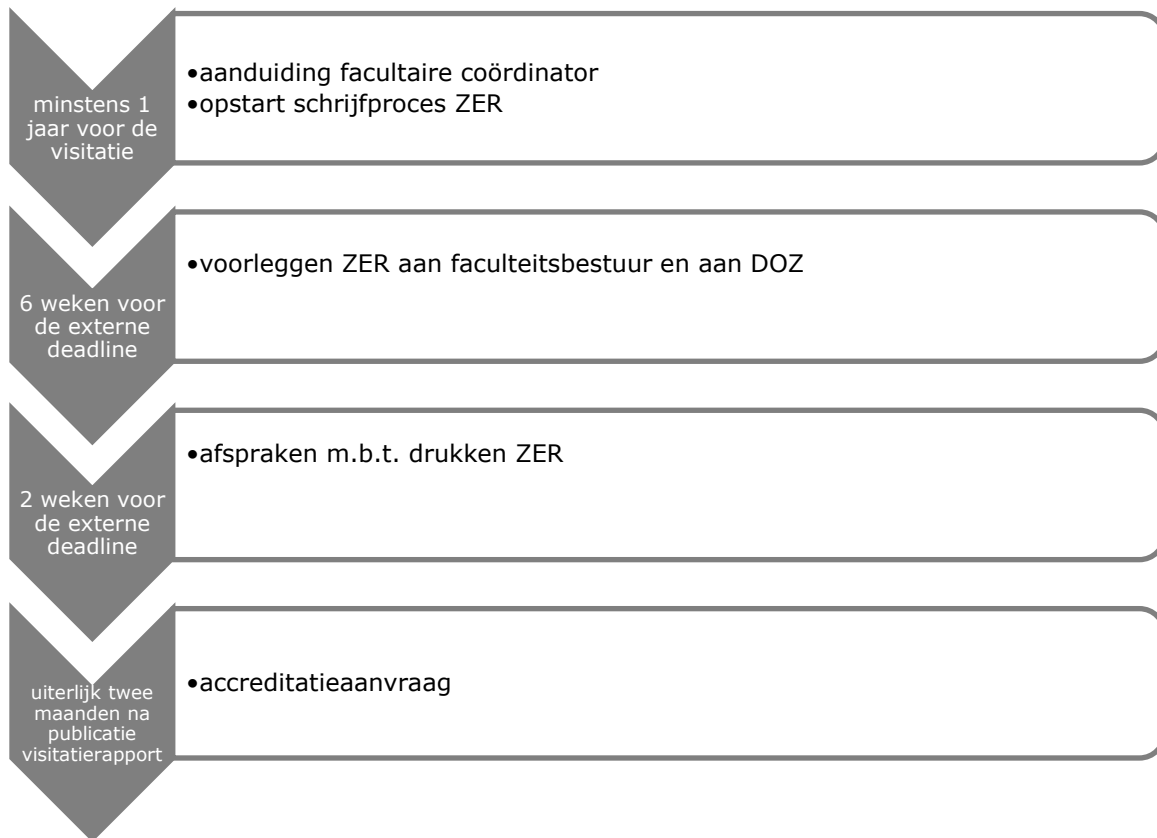 minstens 1
jaar voor de
visitatie
•aanduiding facultaire coördinator
•opstart schrijfproces ZER
6 weken voor
de externe
deadline
•voorleggen ZER aan faculteitsbestuur en aan DOZ
2 weken voor
de externe
deadline
•afspraken m.b.t. drukken ZER
uiterlijk twee
maanden na
publicatie
visitatierapport
•accreditatieaanvraag